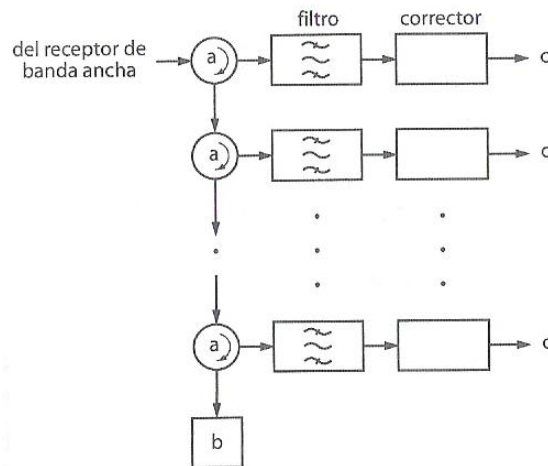 filtro
corrector
del receptor de
banda ancha
a
c
a
c
a
c
b